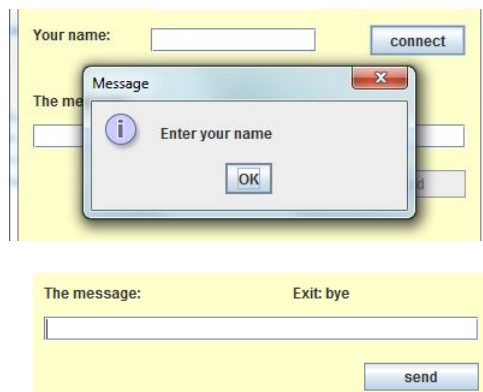 Your name:
connect
Message
The me
Enter your name
OK
d
The message: Exit: bye
send